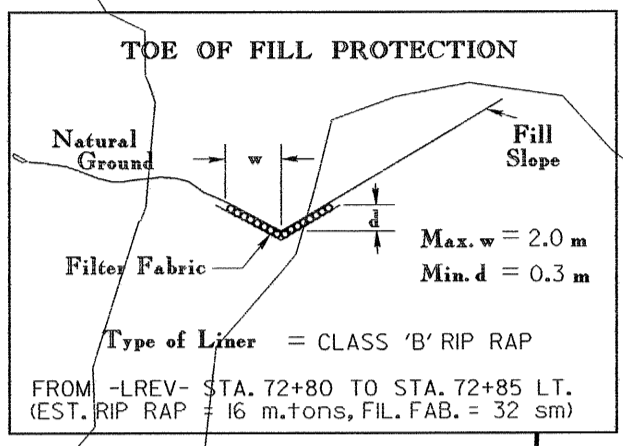 TOE OF FILL PROTECTION
Natural
Ground
w
Fill
Slope
d
Max. w = 2.0 m
Min. d = 0.3 m
Filter Fabric
Type of Liner = CLASS 'B' RIP RAP
FROM -LREV- STA. 72+80 TO STA. 72+85 LT.
(EST. RIP RAP = 16 m.tons, FIL. FAB. = 32 sm)